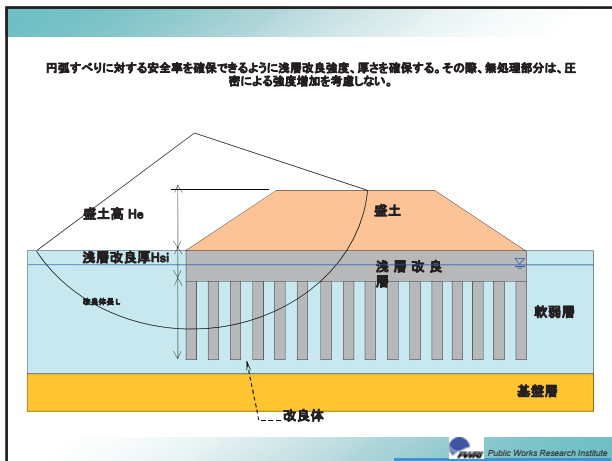 円弧すべりに対する安全率を確保できるように浅層改良強度、厚さを確保する。その際、無処理部分は、圧
密による強度増加を考慮しない。
盛土高 He
盛土
浅層改良厚Hsi
浅 層 改 良
層
改良体長 L
軟弱層
基盤層
改良体
PWRI Public Works Research Institute